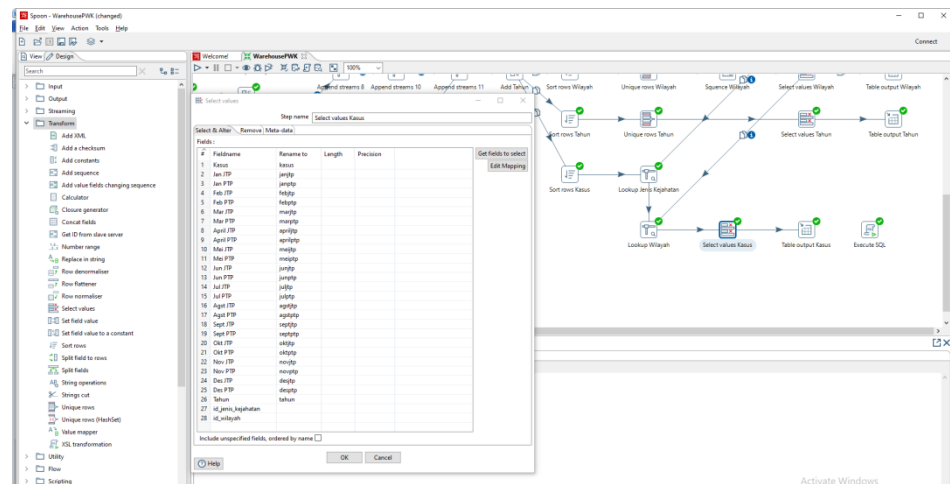 Spoon - WarehousePWK (changed)
File Edit View Action Tools Help
Connect
View Design
Welcome! WarehousePWK
Search
100%
Input
Output
Streaming
Transform
Add XML
Add a checksum
Add constants
Add sequence
Add value fields changing sequence
Calculator
Closure generator
Concat fields
Get ID from slave server
Number range
Replace in string
Row denormaliser
Row flattener
Row normaliser
Select values
Set field value
Set field value to a constant
Sort rows
Split field to rows
Split fields
String operations
Strings cut
Unique rows
Unique rows (HashSet)
Value mapper
XSL transformation
Utility
Flow
Scripting
Append streams 8 Append streams 10 Append streams 11 Add Tahun Sort rows Wilayah Unique rows Wilayah Squence Wilayah Select values Wilayah Table output Wilayah
Sort rows Tahun Unique rows Tahun Select values Tahun Table output Tahun
Sort rows Kasus Lookup Jenis Kejahatan
Lookup Wilayah Select values Kasus Table output Kasus Execute SQL
Select values
Step name Select values Kasus
Select & Alter Remove Meta-data
Fields :
# Fieldname Rename to Length Precision
Get fields to select
Edit Mapping
1 Kasus kasus
2 Jan JTP janjtp
3 Jan PTP janptp
4 Feb JTP febjtp
5 Feb PTP febptp
6 Mar JTP marjtp
7 Mar PTP marptp
8 April JTP apriljtp
9 April PTP aprilptp
10 Mei JTP meijtp
11 Mei PTP meiptp
12 Jun JTP junjtp
13 Jun PTP junptp
14 Jul JTP juljtp
15 Jul PTP julptp
16 Agst JTP agstjtp
17 Agst PTP agstptp
18 Sept JTP septjtp
19 Sept PTP septptp
20 Okt JTP oktjtp
21 Okt PTP oktptp
22 Nov JTP novjtp
23 Nov PTP novptp
24 Des JTP desjtp
25 Des PTP desptp
26 Tahun tahun
27 id_jenis_kejahatan
28 id_wilayah
Include unspecified fields, ordered by name
Help
OK Cancel
Activate Windows